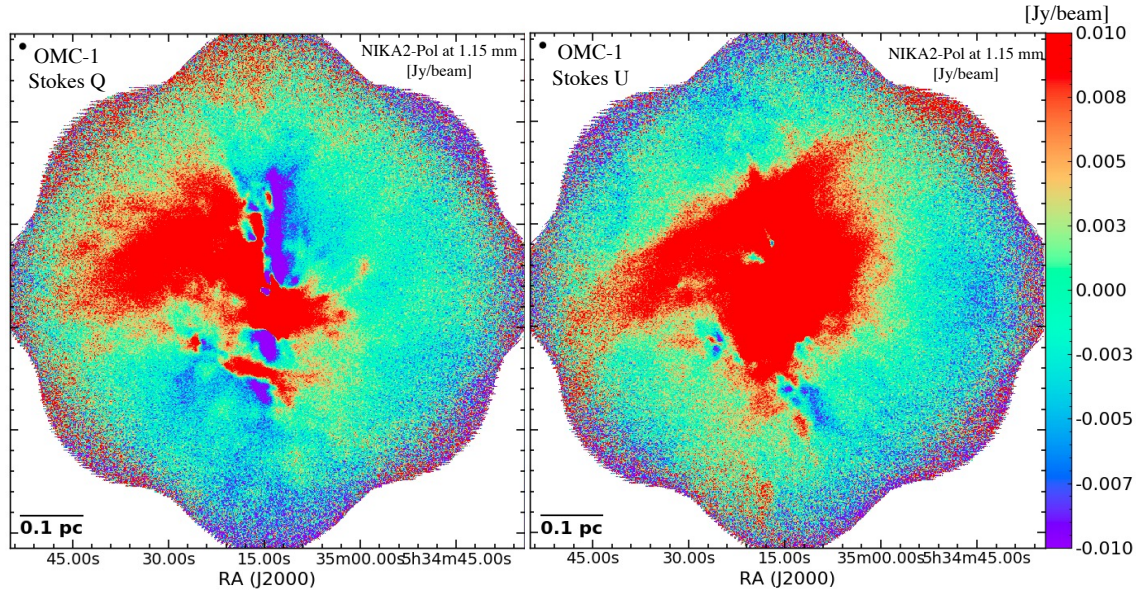 [Jy/beam]
OMC-1
Stokes Q
NIKA2-Pol at 1.15 mm
[Jy/beam]
OMC-1
Stokes U
NIKA2-Pol at 1.15 mm
[Jy/beam]
0.010
0.008
0.005
0.003
0.000
-0.003
-0.005
-0.007
-0.010
0.1 pc
0.1 pc
45.00s 30.00s 15.00s 35m00.00s 5h34m45.00s
45.00s 30.00s 15.00s 35m00.00s 5h34m45.00s
RA (J2000)
RA (J2000)